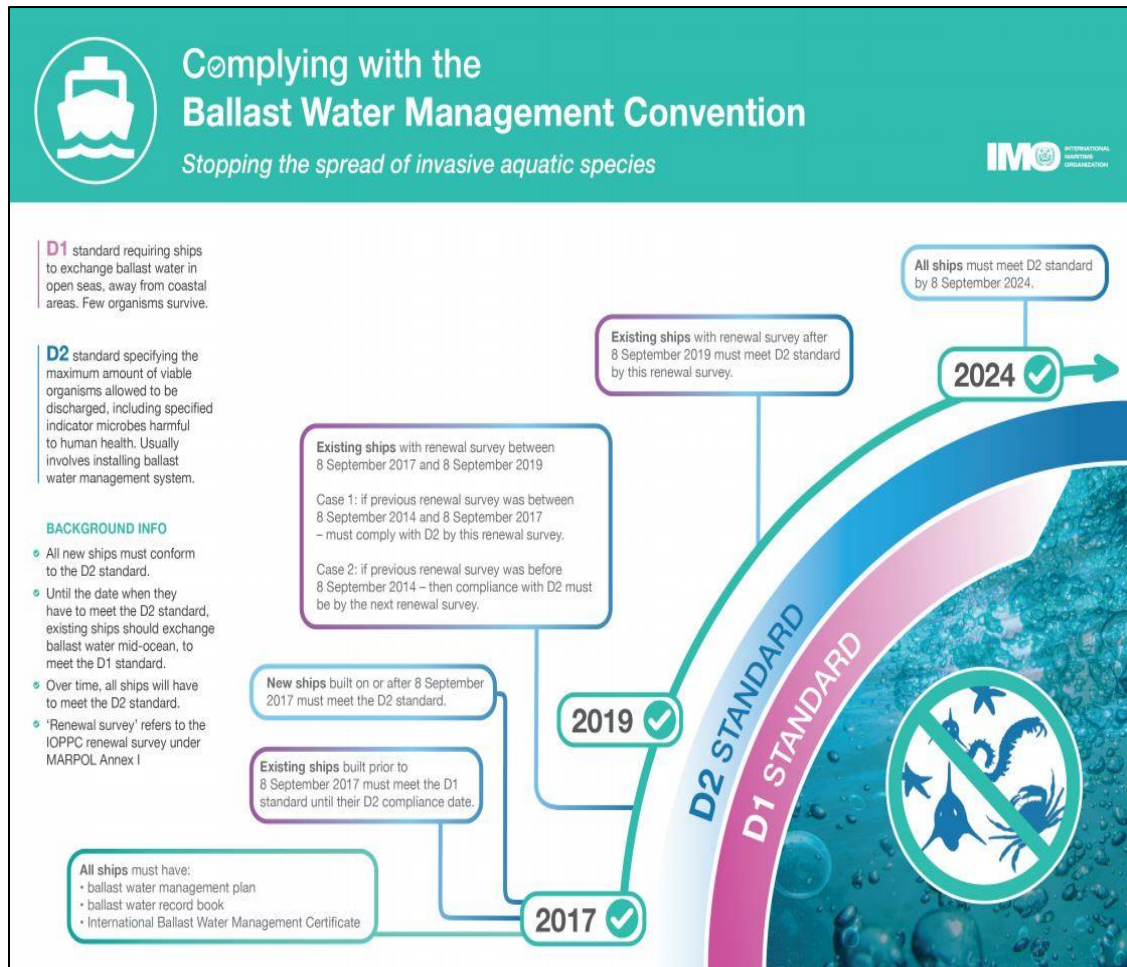 Complying with the
Ballast Water Management Convention
Stopping the spread of invasive aquatic species
IMO
INTERNATIONAL
MARITIME
ORGANIZATION
D1 standard requiring ships
to exchange ballast water in
open seas, away from coastal
areas. Few organisms survive.
D2 standard specifying the
maximum amount of viable
organisms allowed to be
discharged, including specified
indicator microbes harmful
to human health. Usually
involves installing ballast
water management system.
BACKGROUND INFO
All new ships must conform
to the D2 standard.
Until the date when they
have to meet the D2 standard,
existing ships should exchange
ballast water mid-ocean, to
meet the D1 standard.
Over time, all ships will have
to meet the D2 standard.
‘Renewal survey’ refers to the
IOPPC renewal survey under
MARPOL Annex I
All ships must meet D2 standard
by 8 September 2024.
2024
Existing ships with renewal survey after
8 September 2019 must meet D2 standard
by this renewal survey.
Existing ships with renewal survey between
8 September 2017 and 8 September 2019
Case 1: if previous renewal survey was between
8 September 2014 and 8 September 2017
– must comply with D2 by this renewal survey.
Case 2: if previous renewal survey was before
8 September 2014 – then compliance with D2 must
be by the next renewal survey.
2019
New ships built on or after 8 September
2017 must meet the D2 standard.
Existing ships built prior to
8 September 2017 must meet the D1
standard until their D2 compliance date.
All ships must have:
• ballast water management plan
• ballast water record book
• International Ballast Water Management Certificate
2017
D2 STANDARD
D1 STANDARD